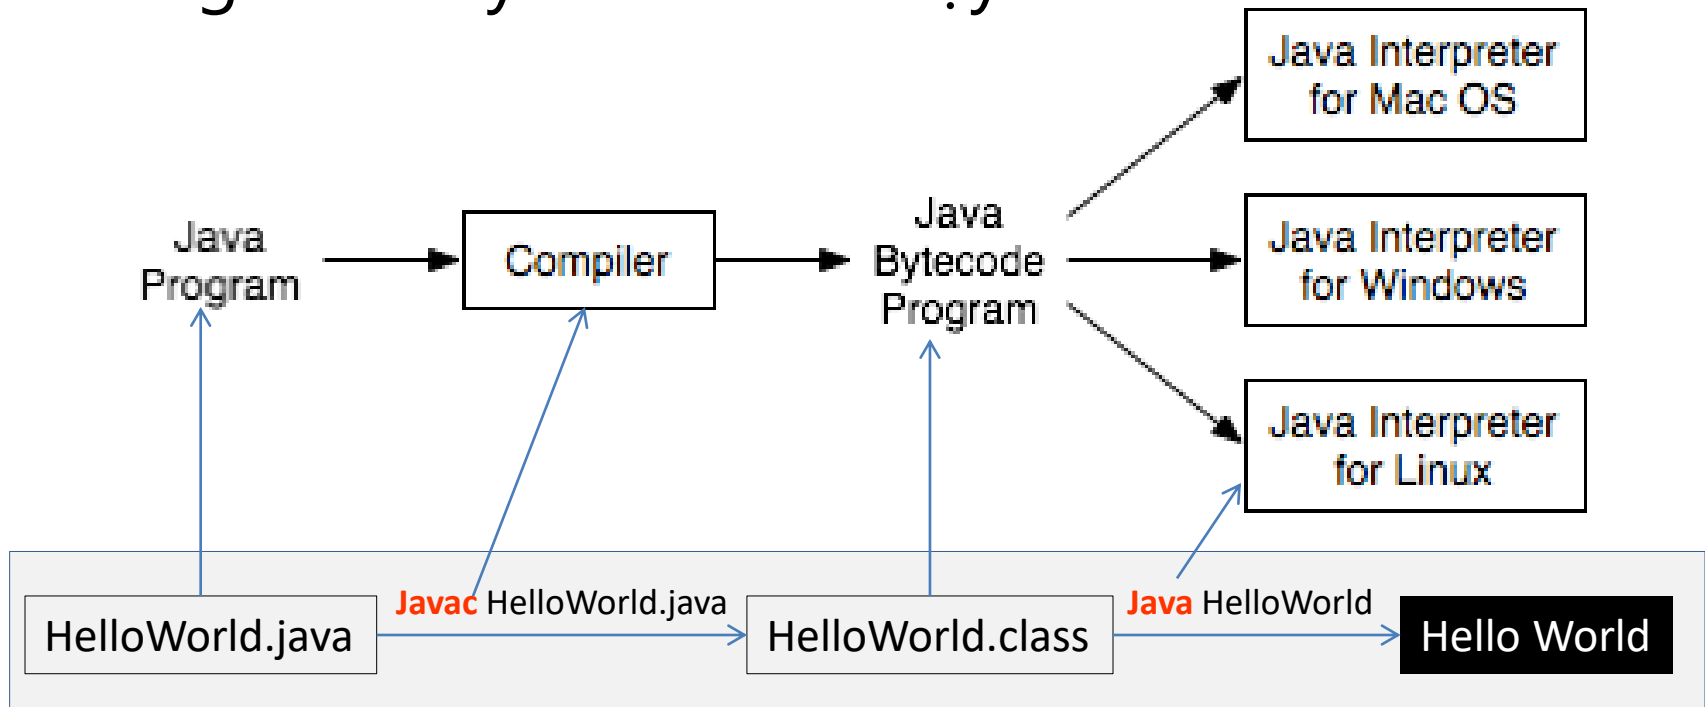 Java Interpreter
for Mac OS
Java
Program
Compiler
Java
Bytecode
Program
Java Interpreter
for Windows
Java Interpreter
for Linux
HelloWorld.java
Javac HelloWorld.java
HelloWorld.class
Java HelloWorld
Hello World